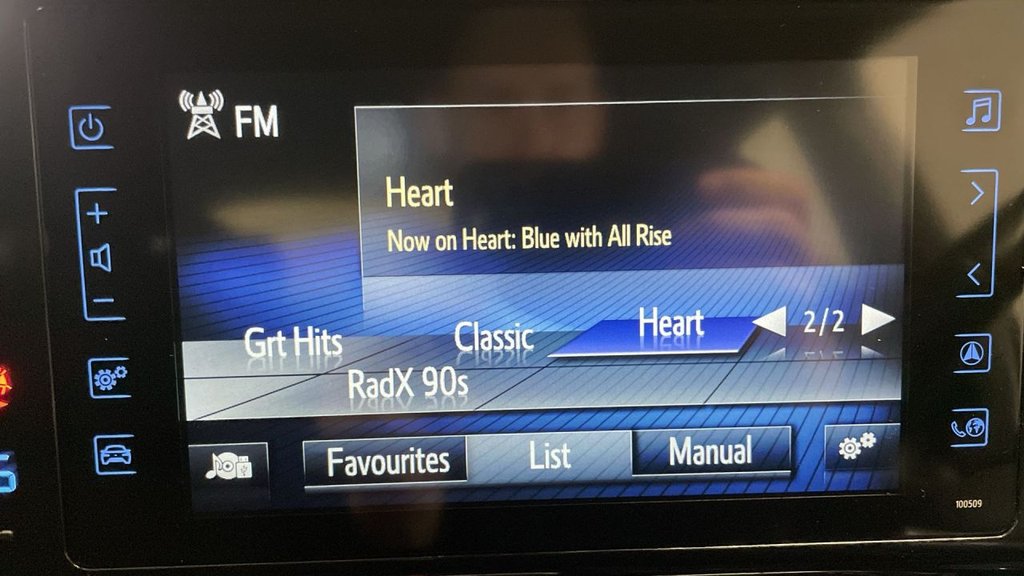 FM
Heart
Now on Heart: Blue with All Rise
Grt Hits
Classic
Heart
2/2
RadX 90s
Favourites
List
Manual
100509